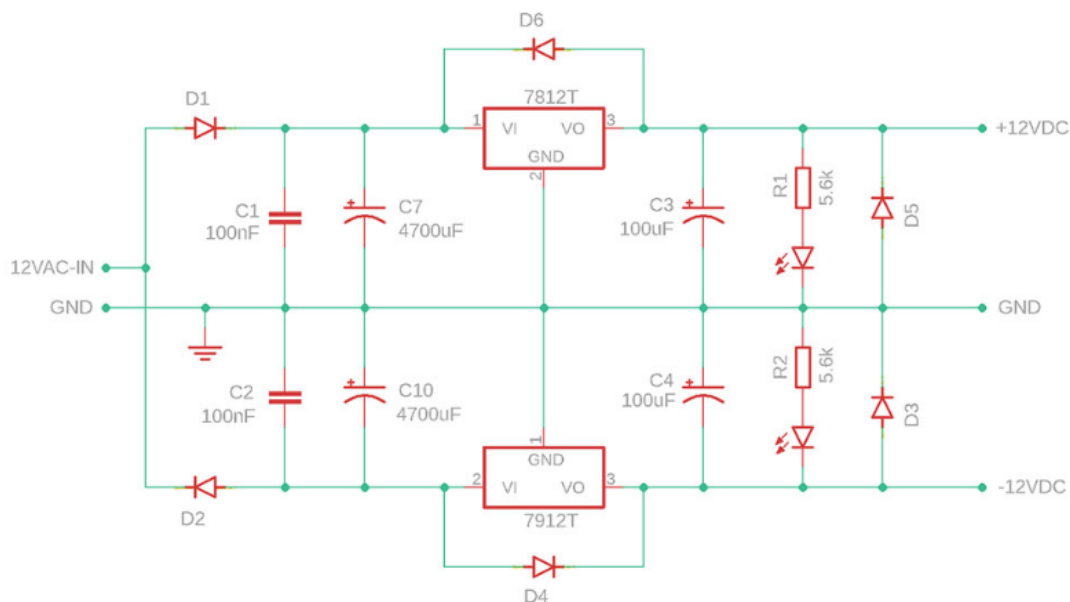 D6
D1
7812T
1
VI
VO
3
GND
2
+12VDC
C1
100nF
C7
4700uF
C3
100uF
R1
5.6k
D5
12VAC-IN
GND
GND
C2
100nF
C10
4700uF
C4
100uF
R2
5.6k
D3
1
GND
2
VI
VO
3
-12VDC
D2
7912T
D4